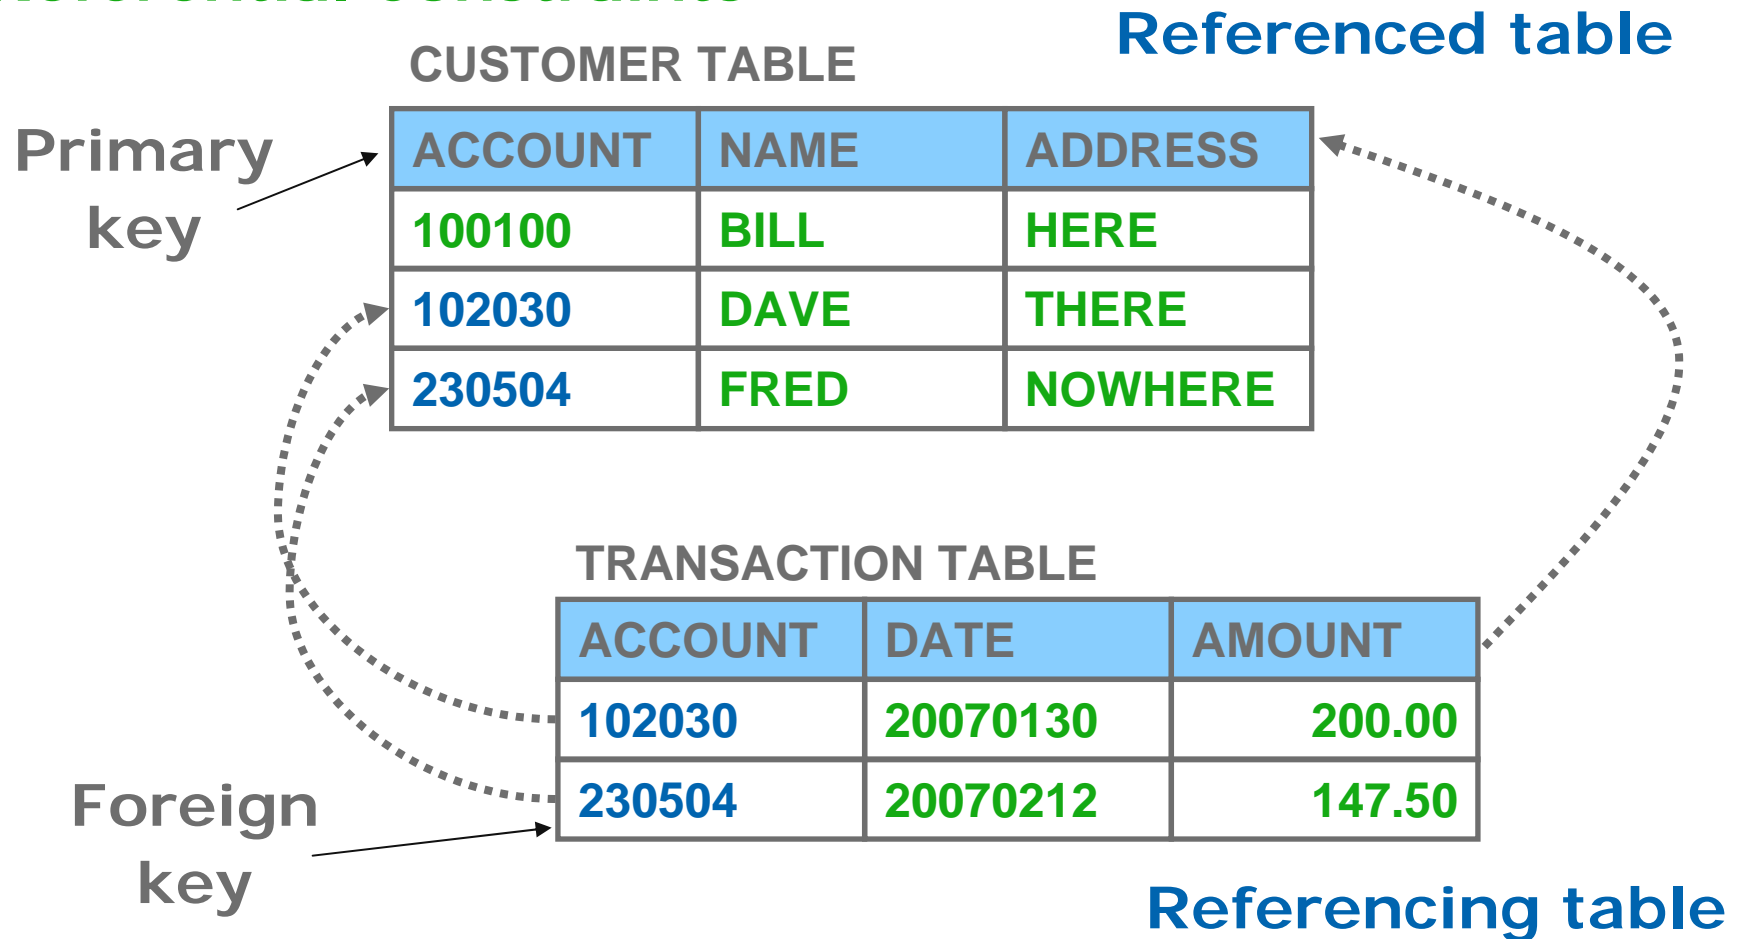 Referenced table
CUSTOMER TABLE
Primary
key
ACCOUNT NAME ADDRESS
100100 BILL HERE
102030 DAVE THERE
230504 FRED NOWHERE
TRANSACTION TABLE
ACCOUNT DATE AMOUNT
102030 20070130 200.00
230504 20070212 147.50
Foreign
key
Referencing table